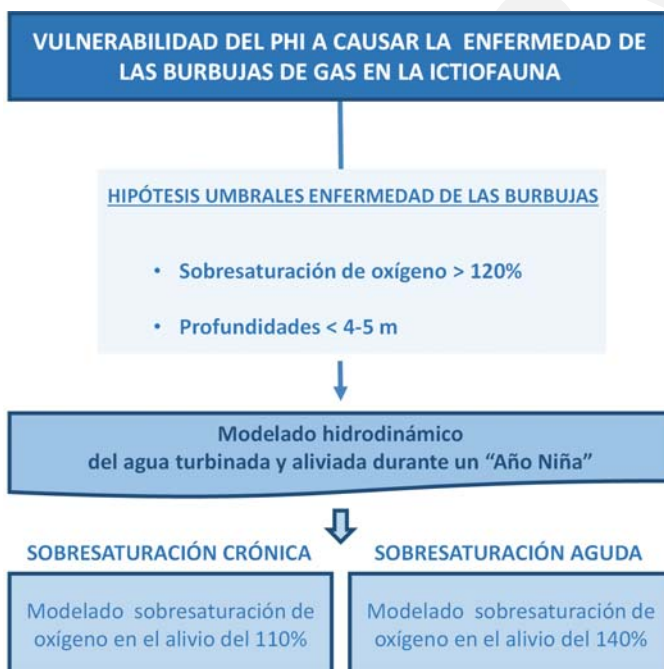 VULNERABILIDAD DEL PHI A CAUSAR LA ENFERMEDAD DE
LAS BURBUJAS DE GAS EN LA ICTIOFAUNA
HIPÓTESIS UMBRALES ENFERMEDAD DE LAS BURBUJAS
• Sobresaturación de oxígeno > 120%
• Profundidades < 4-5 m
Modelado hidrodinámico
del agua turbinada y aliviada durante un “Año Niña”
SOBRESATURACIÓN CRÓNICA
Modelado sobresaturación de
oxígeno en el alivio del 110%
SOBRESATURACIÓN AGUDA
Modelado sobresaturación de
oxígeno en el alivio del 140%